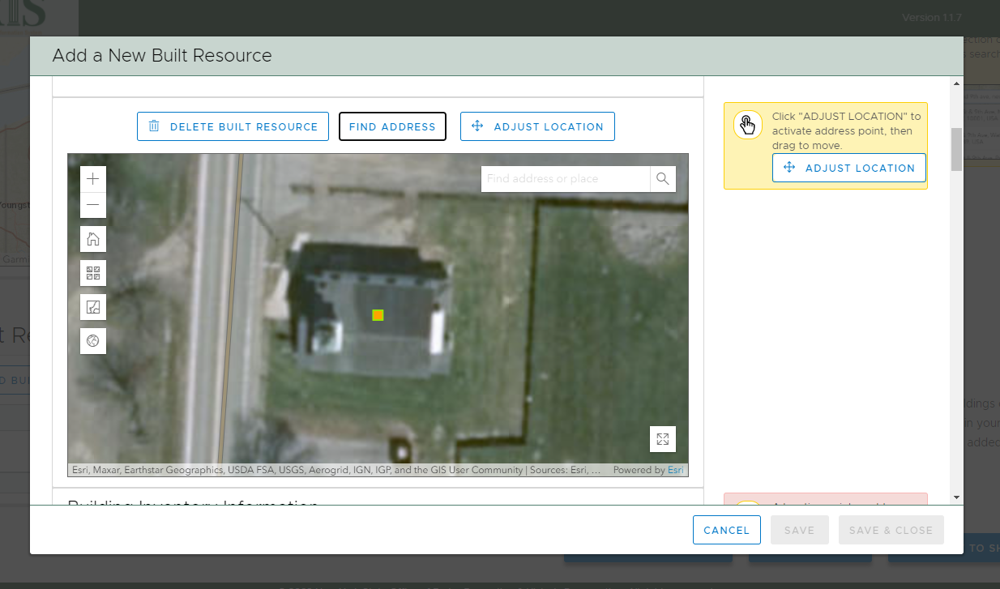 Version 1.1.7
Add a New Built Resource
DELETE BUILT RESOURCE
FIND ADDRESS
ADJUST LOCATION
Click "ADJUST LOCATION" to
activate address point, then
drag to move.
ADJUST LOCATION
Find address or place
Esri, Maxar, Earthstar Geographics, USDA FSA, USGS, Aerogrid, IGN, IGP, and the GIS User Community | Sources: Esri, ...
Powered by Esri
Building Inventory Information
CANCEL
SAVE
SAVE & CLOSE